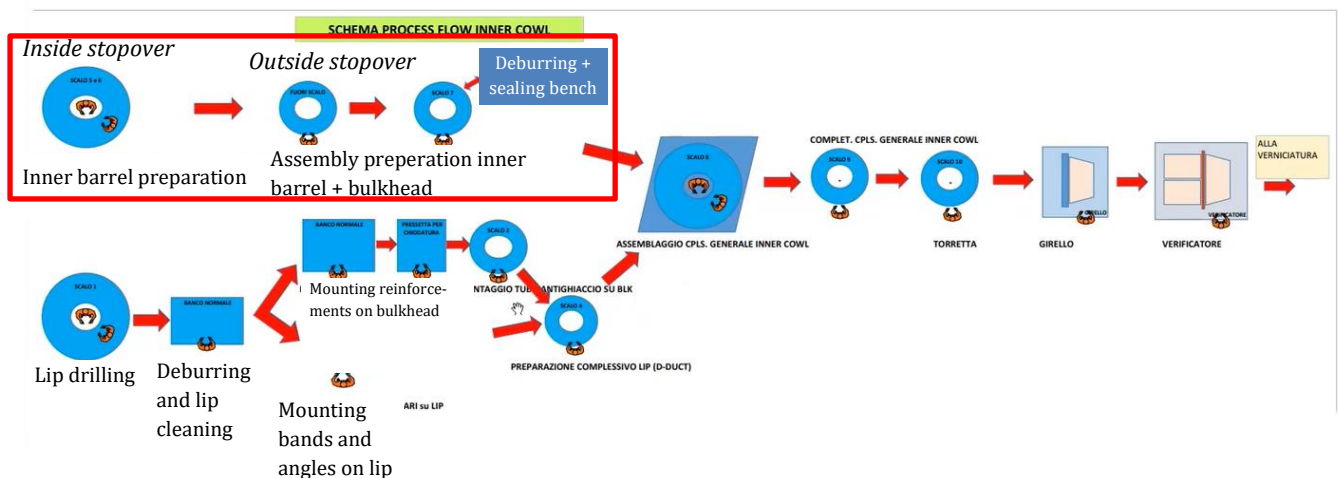 SCHEMA PROCESS FLOW INNER COWL
Inside stopover
Outside stopover
Deburring +
sealing bench
SCALO 5 e 6
FUORI SCALO
SCALO 7
Inner barrel preparation
Assembly preperation inner
barrel + bulkhead
COMPLET. CPLS. GENERALE INNER COWL
ALLA
VERNICIATURA
SCALO 8
SCALO 9
SCALO 10
GIRELLO
VERIFICATORE
ASSEMBLAGGIO CPLS. GENERALE INNER COWL
TORRETTA
GIRELLO
VERIFICATORE
BANCO NORMALE
PRESSETTA PER
CHIODATURA
SCALO 2
Mounting reinforce-
ments on bulkhead
NTAGGIO TUB ANTIGHIACCIO SU BLK
SCALO 1
BANCO NORMALE
SCALO 4
Lip drilling
Deburring
and lip
cleaning
PREPARAZIONE COMPLESSIVO LIP (D-DUCT)
Mounting
bands and
angles on lip
ARI su LIP